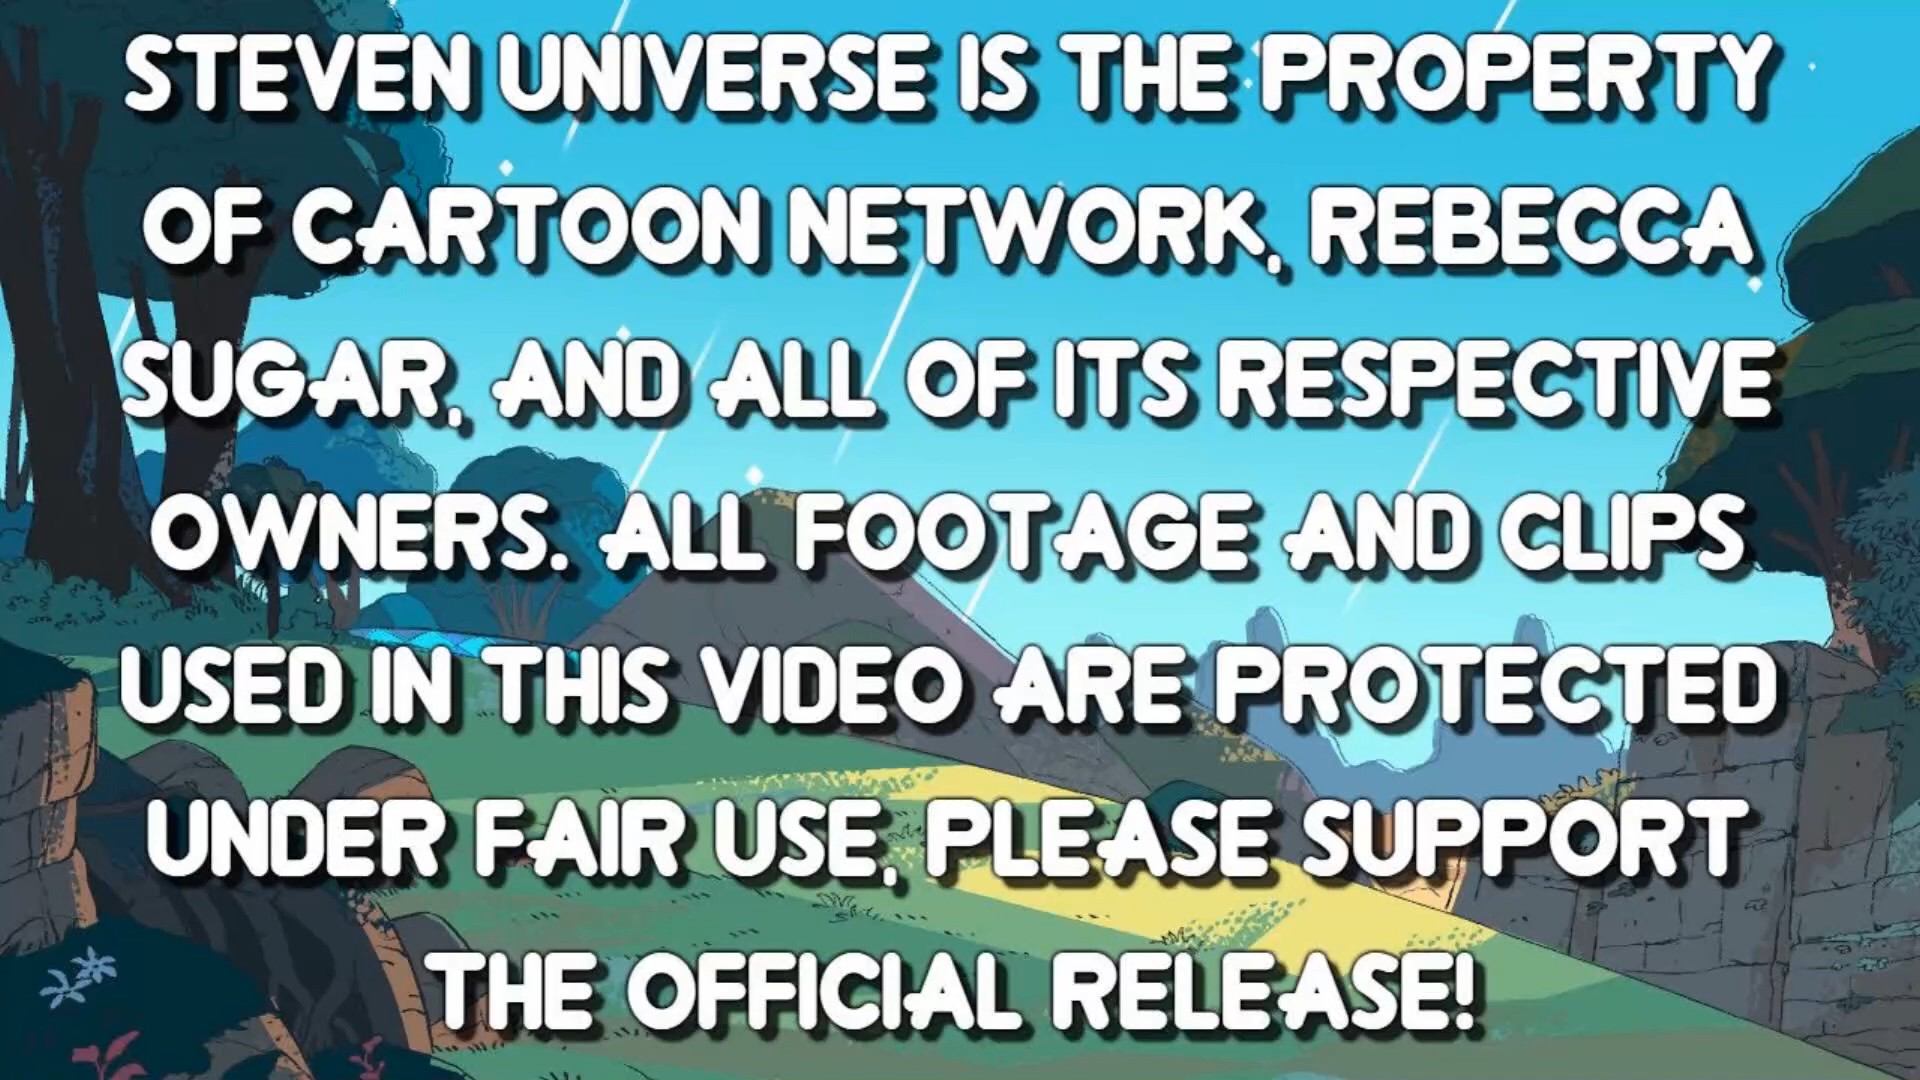 STEVEN UNIVERSE IS THE PROPERTY
OF CARTOON NETWORK, REBECCA
SUGAR, AND ALL OF ITS RESPECTIVE
OWNERS. ALL FOOTAGE AND CLIPS
USED IN THIS VIDEO ARE PROTECTED
UNDER FAIR USE, PLEASE SUPPORT
THE OFFICIAL RELEASE!